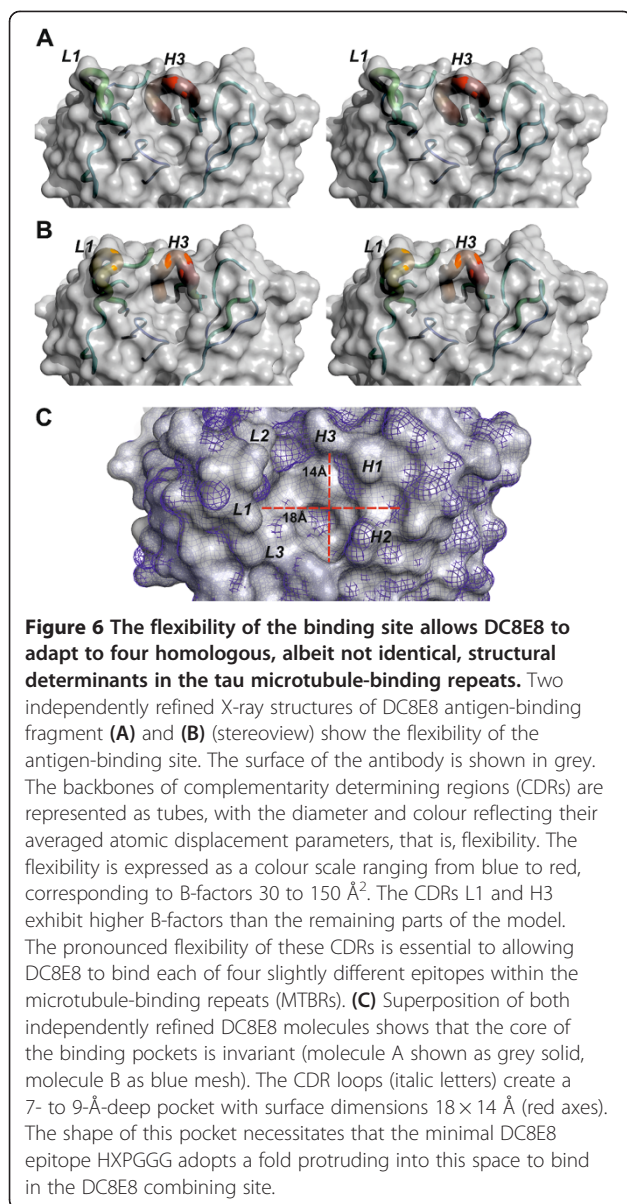 A
L1
H3
B
L1
H3
C
L2
H3
H1
14Å
L1
18Å
H2
L3
Figure 6 The flexibility of the binding site allows DC8E8 to
adapt to four homologous, albeit not identical, structural
determinants in the tau microtubule-binding repeats. Two
independently refined X-ray structures of DC8E8 antigen-binding
fragment (A) and (B) (stereoview) show the flexibility of the
antigen-binding site. The surface of the antibody is shown in grey.
The backbones of complementarity determining regions (CDRs) are
represented as tubes, with the diameter and colour reflecting their
averaged atomic displacement parameters, that is, flexibility. The
flexibility is expressed as a colour scale ranging from blue to red,
corresponding to B-factors 30 to 150 Å². The CDRs L1 and H3
exhibit higher B-factors than the remaining parts of the model.
The pronounced flexibility of these CDRs is essential to allowing
DC8E8 to bind each of four slightly different epitopes within the
microtubule-binding repeats (MTBRs). (C) Superposition of both
independently refined DC8E8 molecules shows that the core of
the binding pockets is invariant (molecule A shown as grey solid,
molecule B as blue mesh). The CDR loops (italic letters) create a
7- to 9-Å-deep pocket with surface dimensions 18 × 14 Å (red axes).
The shape of this pocket necessitates that the minimal DC8E8
epitope HXPGGG adopts a fold protruding into this space to bind
in the DC8E8 combining site.